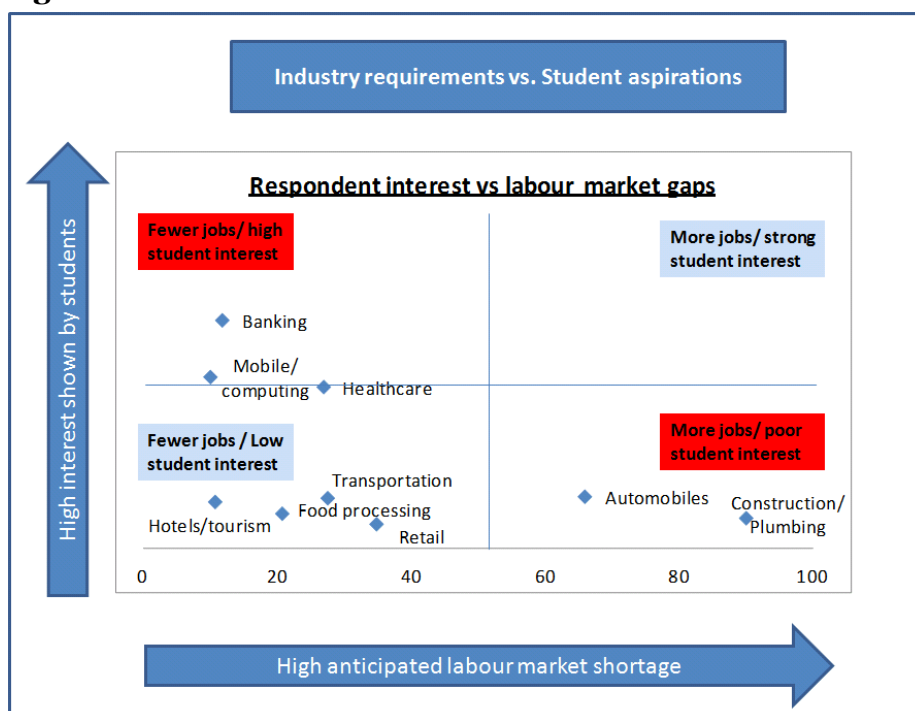 Industry requirements vs. Student aspirations
Respondent interest vs labour market gaps
High interest shown by students
Fewer jobs/ high
student interest
More jobs/ strong
student interest
Banking
Mobile/
computing
Healthcare
Fewer jobs / Low
student interest
More jobs/ poor
student interest
Transportation
Hotels/tourism
Food processing
Retail
Automobiles
Construction/
Plumbing
0 20 40 60 80 100
High anticipated labour market shortage